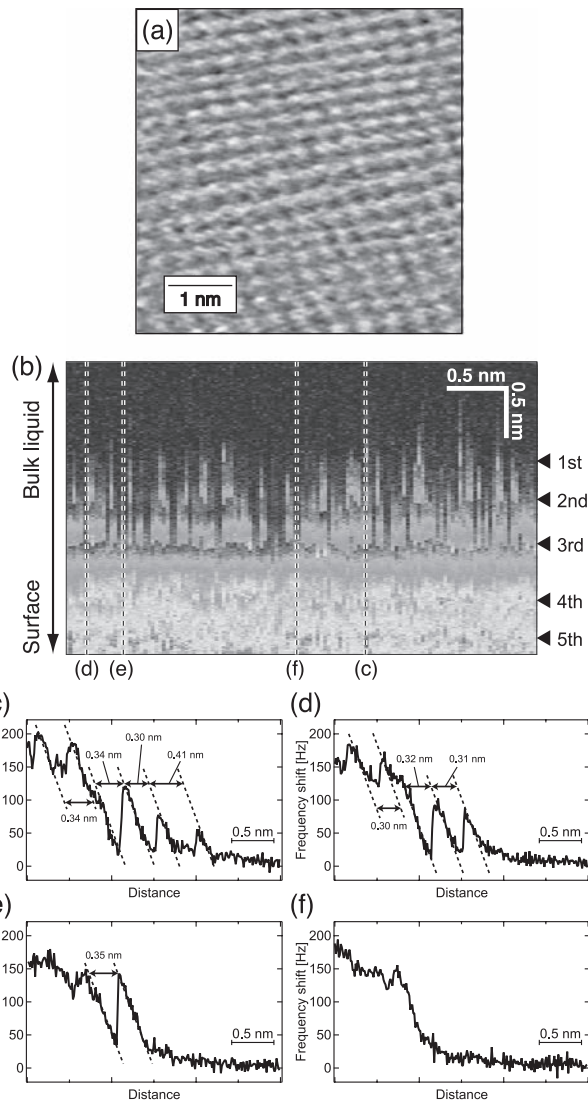 (a)
1 nm
(b)
Bulk liquid
Surface
0.5 nm
0.5 nm
1st
2nd
3rd
4th
5th
(d) (e) (f) (c)
c)
200
150
100
50
0
0.34 nm
0.30 nm
0.41 nm
0.34 nm
0.5 nm
Distance
(d)
Frequency shift [Hz]
200
150
100
50
0
0.32 nm
0.31 nm
0.30 nm
0.5 nm
Distance
e)
200
150
100
50
0
0.35 nm
0.5 nm
Distance
(f)
Frequency shift [Hz]
200
150
100
50
0
0.5 nm
Distance